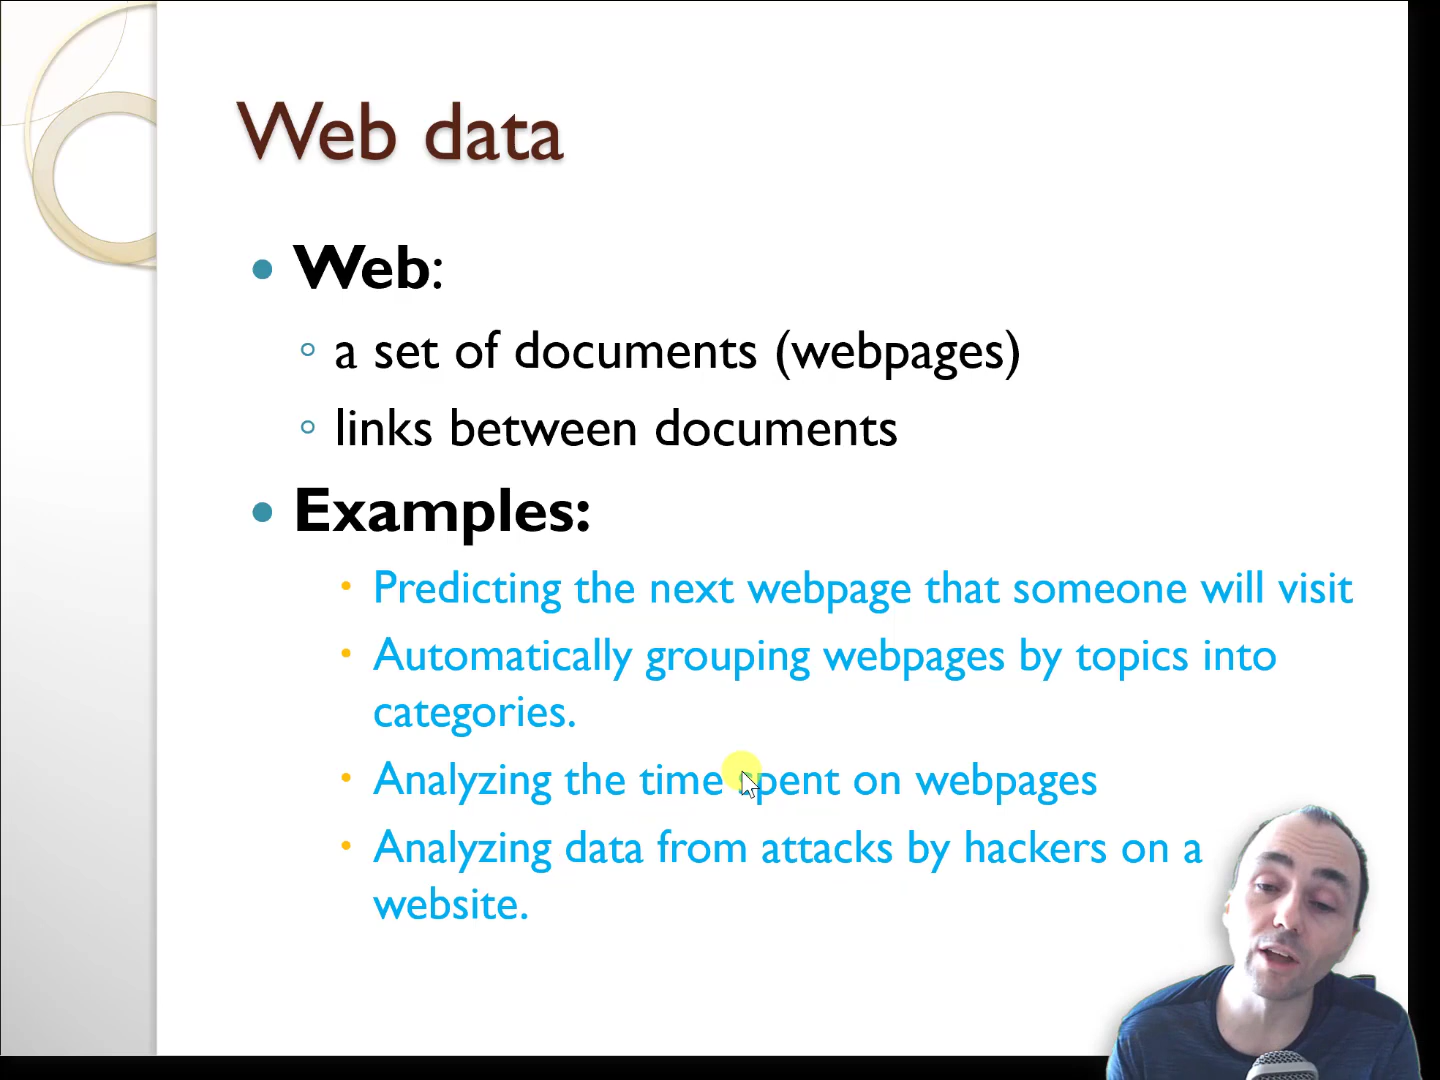 Web data
Web:
a set of documents (webpages)
links between documents
Examples:
Predicting the next webpage that someone will visit
Automatically grouping webpages by topics into
categories.
Analyzing the time spent on webpages
Analyzing data from attacks by hackers on a
website.